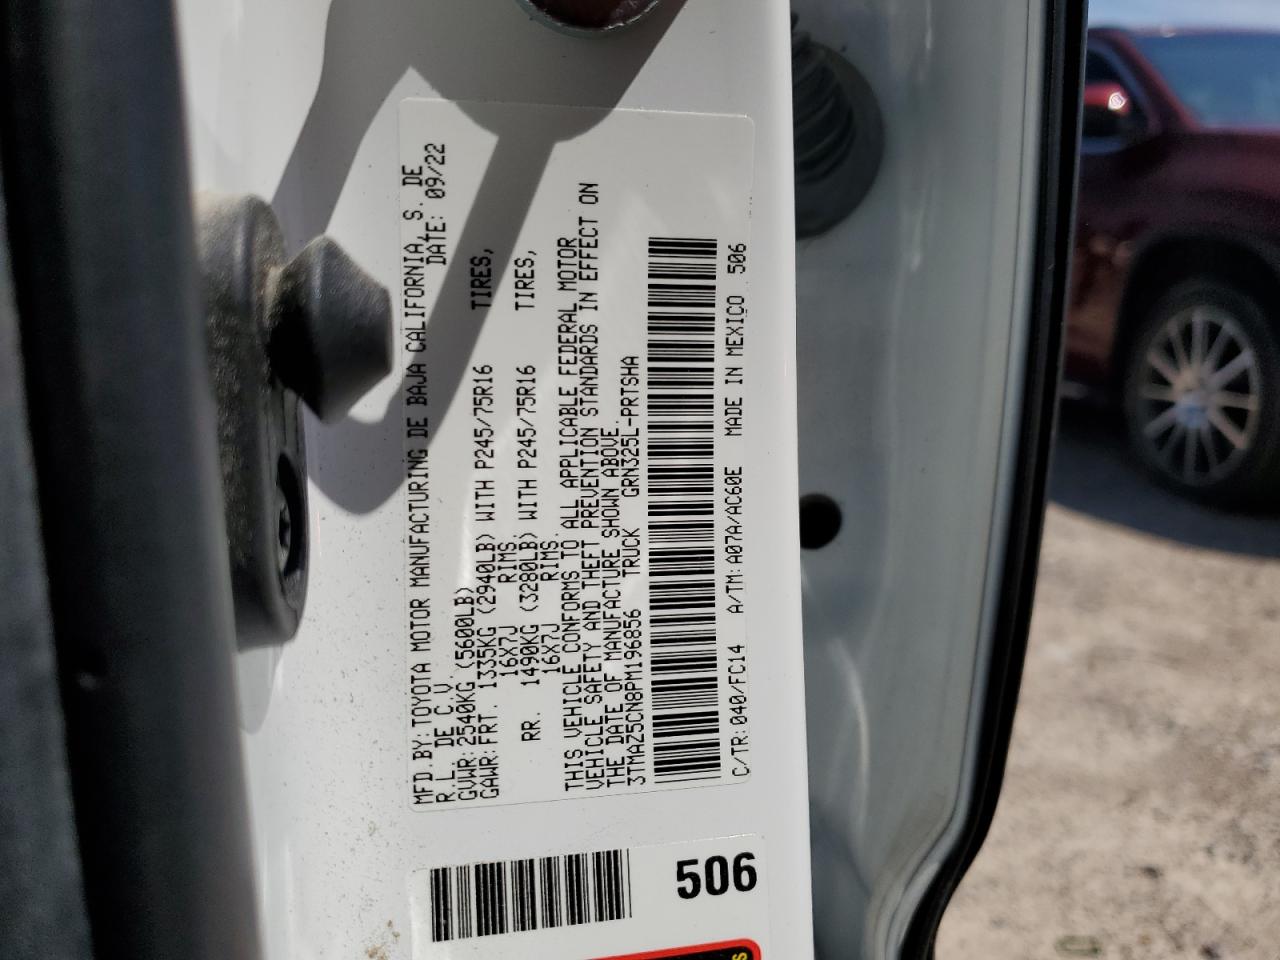 MFD.BY:TOYOTA MOTOR MANUFACTURING DE BAJA CALIFORNIA, S. DE
R.L. DE C.V. DATE: 09/22
GVWR:2540KG (5600LB)
GAWR:FRT. 1335KG (2940LB) WITH P245/75R16 TIRES,
16X7J RIMS,
RR. 1490KG (3280LB) WITH P245/75R16 TIRES,
16X7J RIMS.
THIS VEHICLE CONFORMS TO ALL APPLICABLE FEDERAL MOTOR
VEHICLE SAFETY AND THEFT PREVENTION STANDARDS IN EFFECT ON
THE DATE OF MANUFACTURE SHOWN ABOVE.
3TMAZ5CN8PM196856 TRUCK GRN325L-PRTSHA
C/TR:040/FC14 A/TM:A07A/AC60E MADE IN MEXICO 506
506